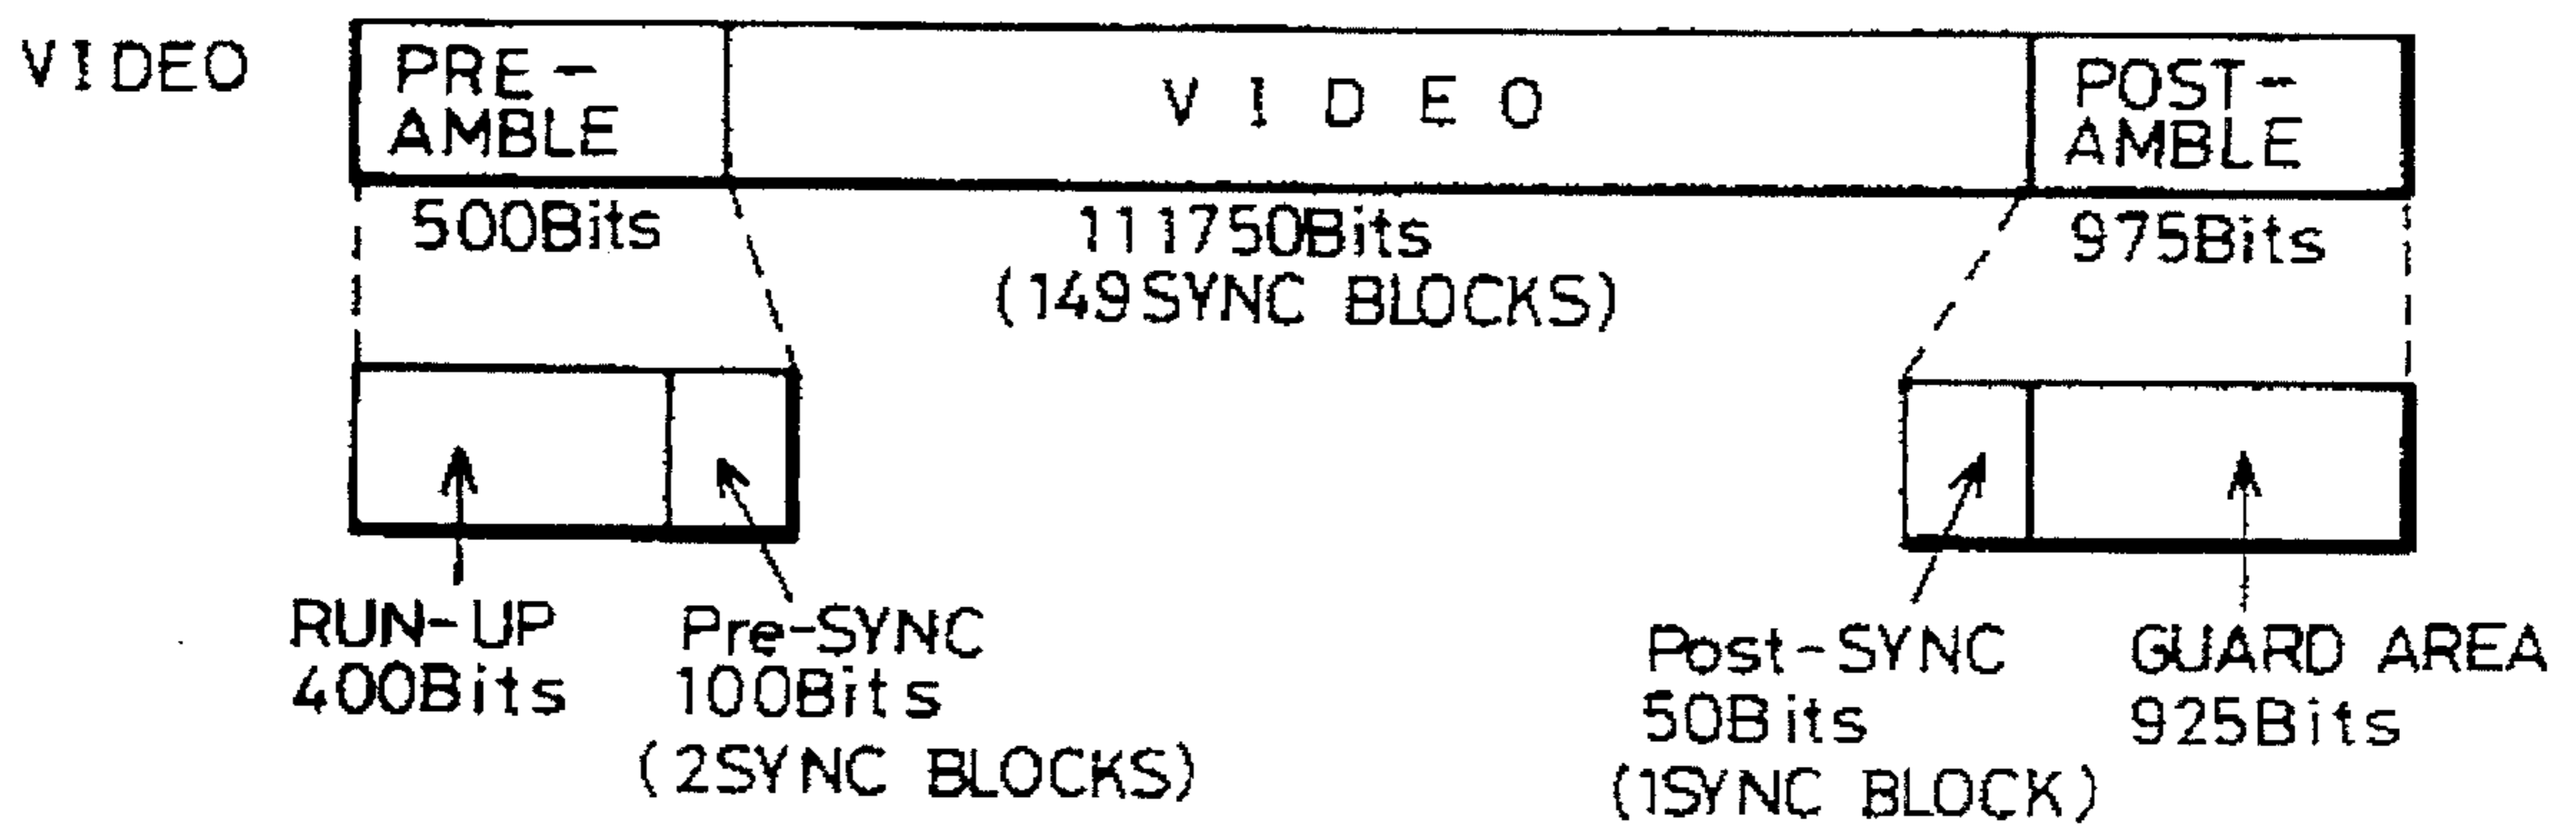 VIDEO
PRE-
AMBLE
VIDEO
POST-
AMBLE
500Bits
111750Bits
(149SYNC BLOCKS)
975Bits
RUN-UP
400Bits
Pre-SYNC
100Bits
(2SYNC BLOCKS)
Post-SYNC
50Bits
(1SYNC BLOCK)
GUARD AREA
925Bits